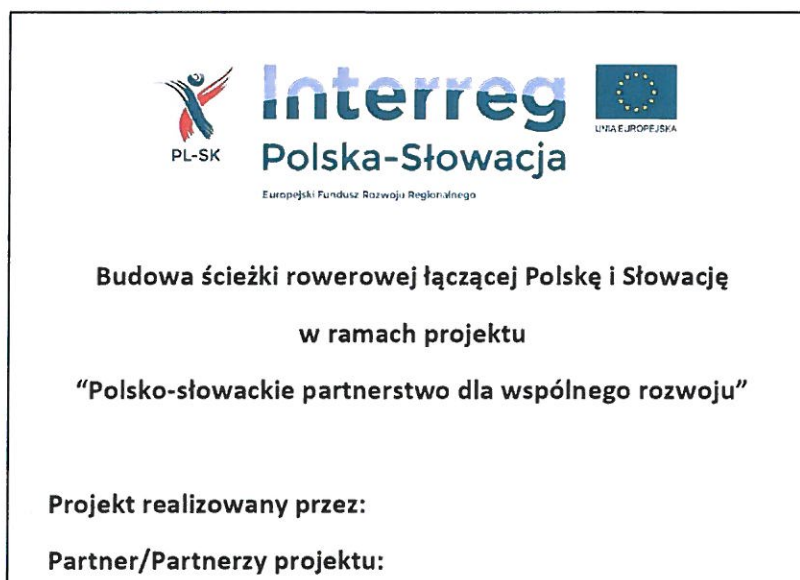 PL-SK
Interreg
UNIA EUROPEJSKA
Polska-Słowacja
Europejski Fundusz Rozwoju Regionalnego
Budowa ścieżki rowerowej łączącej Polskę i Słowację
w ramach projektu
“Polsko-słowackie partnerstwo dla wspólnego rozwoju”
Projekt realizowany przez:
Partner/Partnerzy projektu: